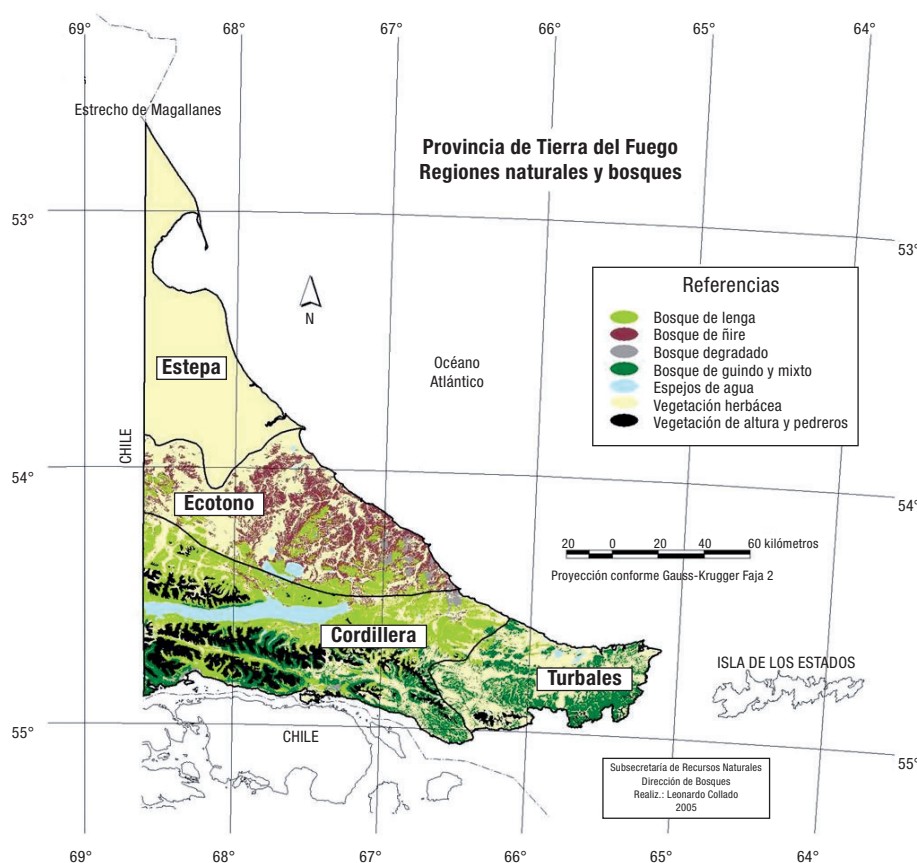 69° 68° 67° 66° 65° 64°
Estrecho de Magallanes
Provincia de Tierra del Fuego
Regiones naturales y bosques
53°
53°
Referencias
Bosque de lenga
Bosque de ñire
Bosque degradado
Bosque de guindo y mixto
Espejos de agua
Vegetación herbácea
Vegetación de altura y pedreros
N
Océano
Atlántico
Estepa
CHILE
54°
54°
Ecotono
20 0 20 40 60 kilómetros
Proyección conforme Gauss-Krugger Faja 2
Cordillera
Turbales
ISLA DE LOS ESTADOS
55°
55°
CHILE
Subsecretaría de Recursos Naturales
Dirección de Bosques
Realiz.: Leonardo Collado
2005
69° 68° 67° 66° 65° 64°